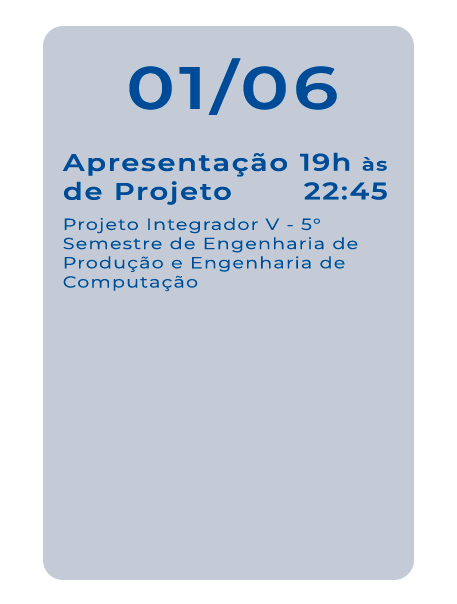 01/06
Apresentação 19h às
de Projeto 22:45
Projeto Integrador V - 5º
Semestre de Engenharia de
Produção e Engenharia de
Computação